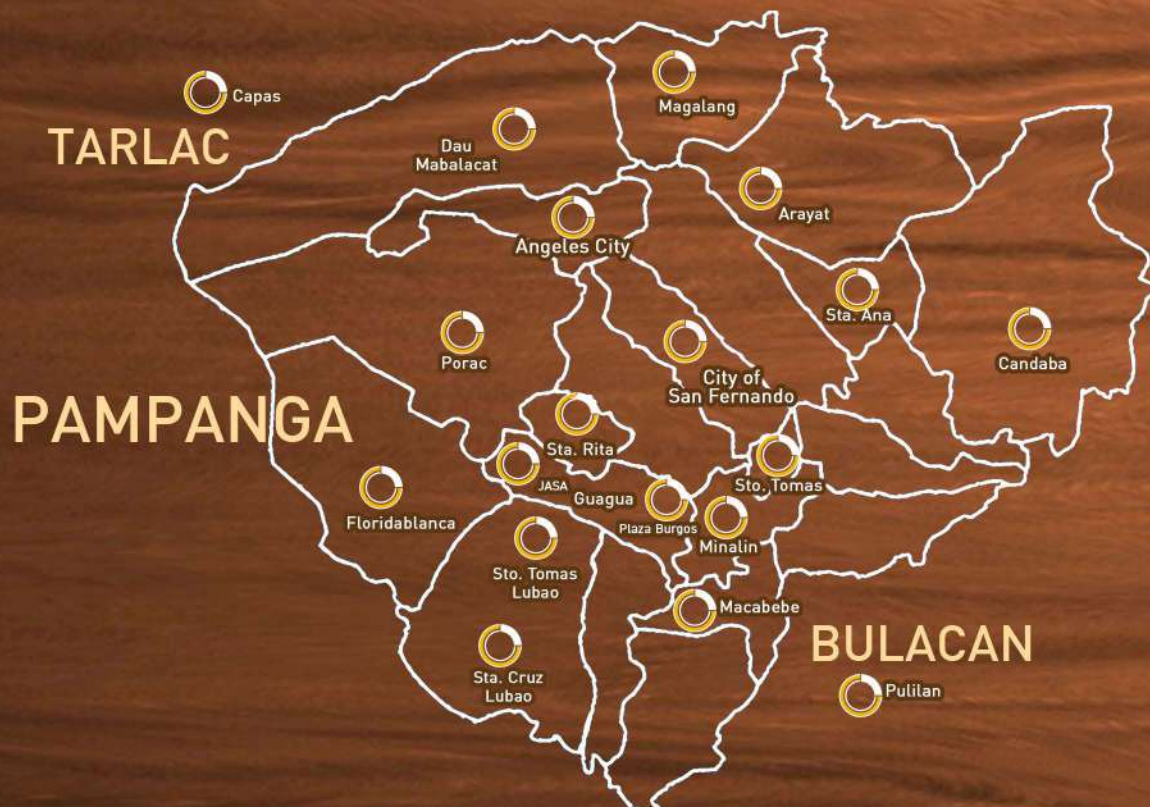 Capas
TARLAC
Magalang
Dau
Mabalacat
Arayat
Angeles City
Sta. Ana
Porac
City of
San Fernando
Candaba
PAMPANGA
Sta. Rita
JASA
Sto. Tomas
Guagua
Plaza Burgos
Floridablanca
Minalin
Sto. Tomas
Lubao
Macabebe
BULACAN
Sta. Cruz
Lubao
Pulilan